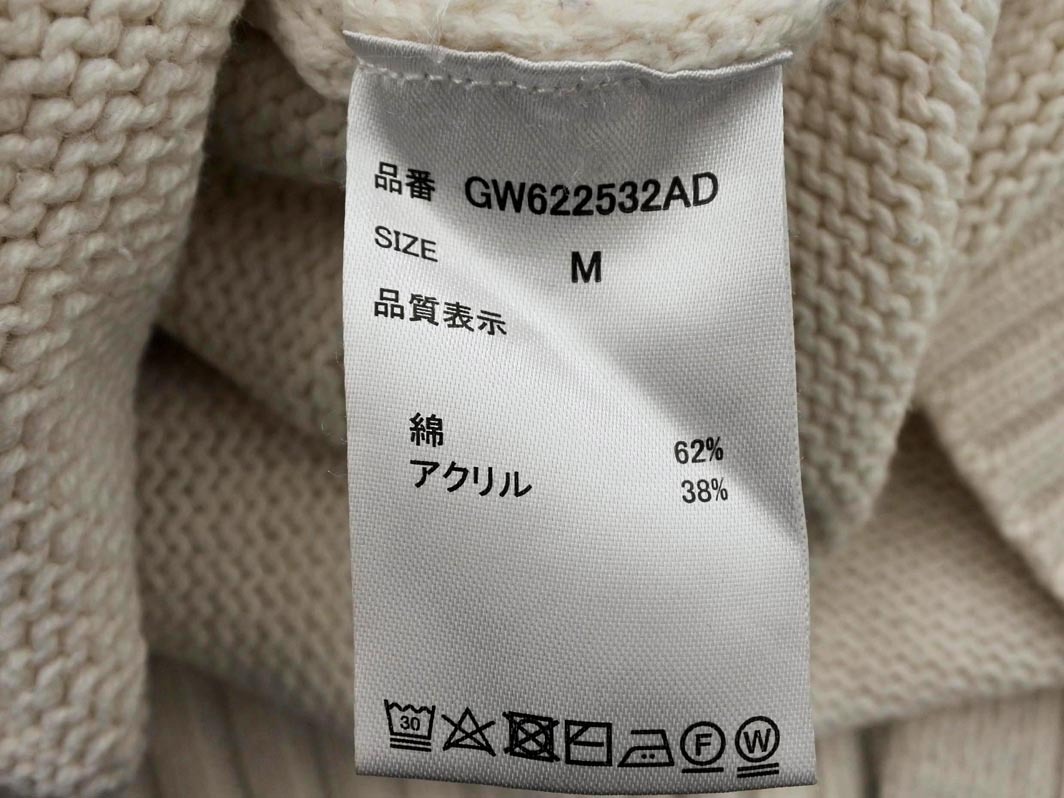 品番 GW622532AD
SIZE M
品質表示
綿 62%
アクリル 38%
30 F W